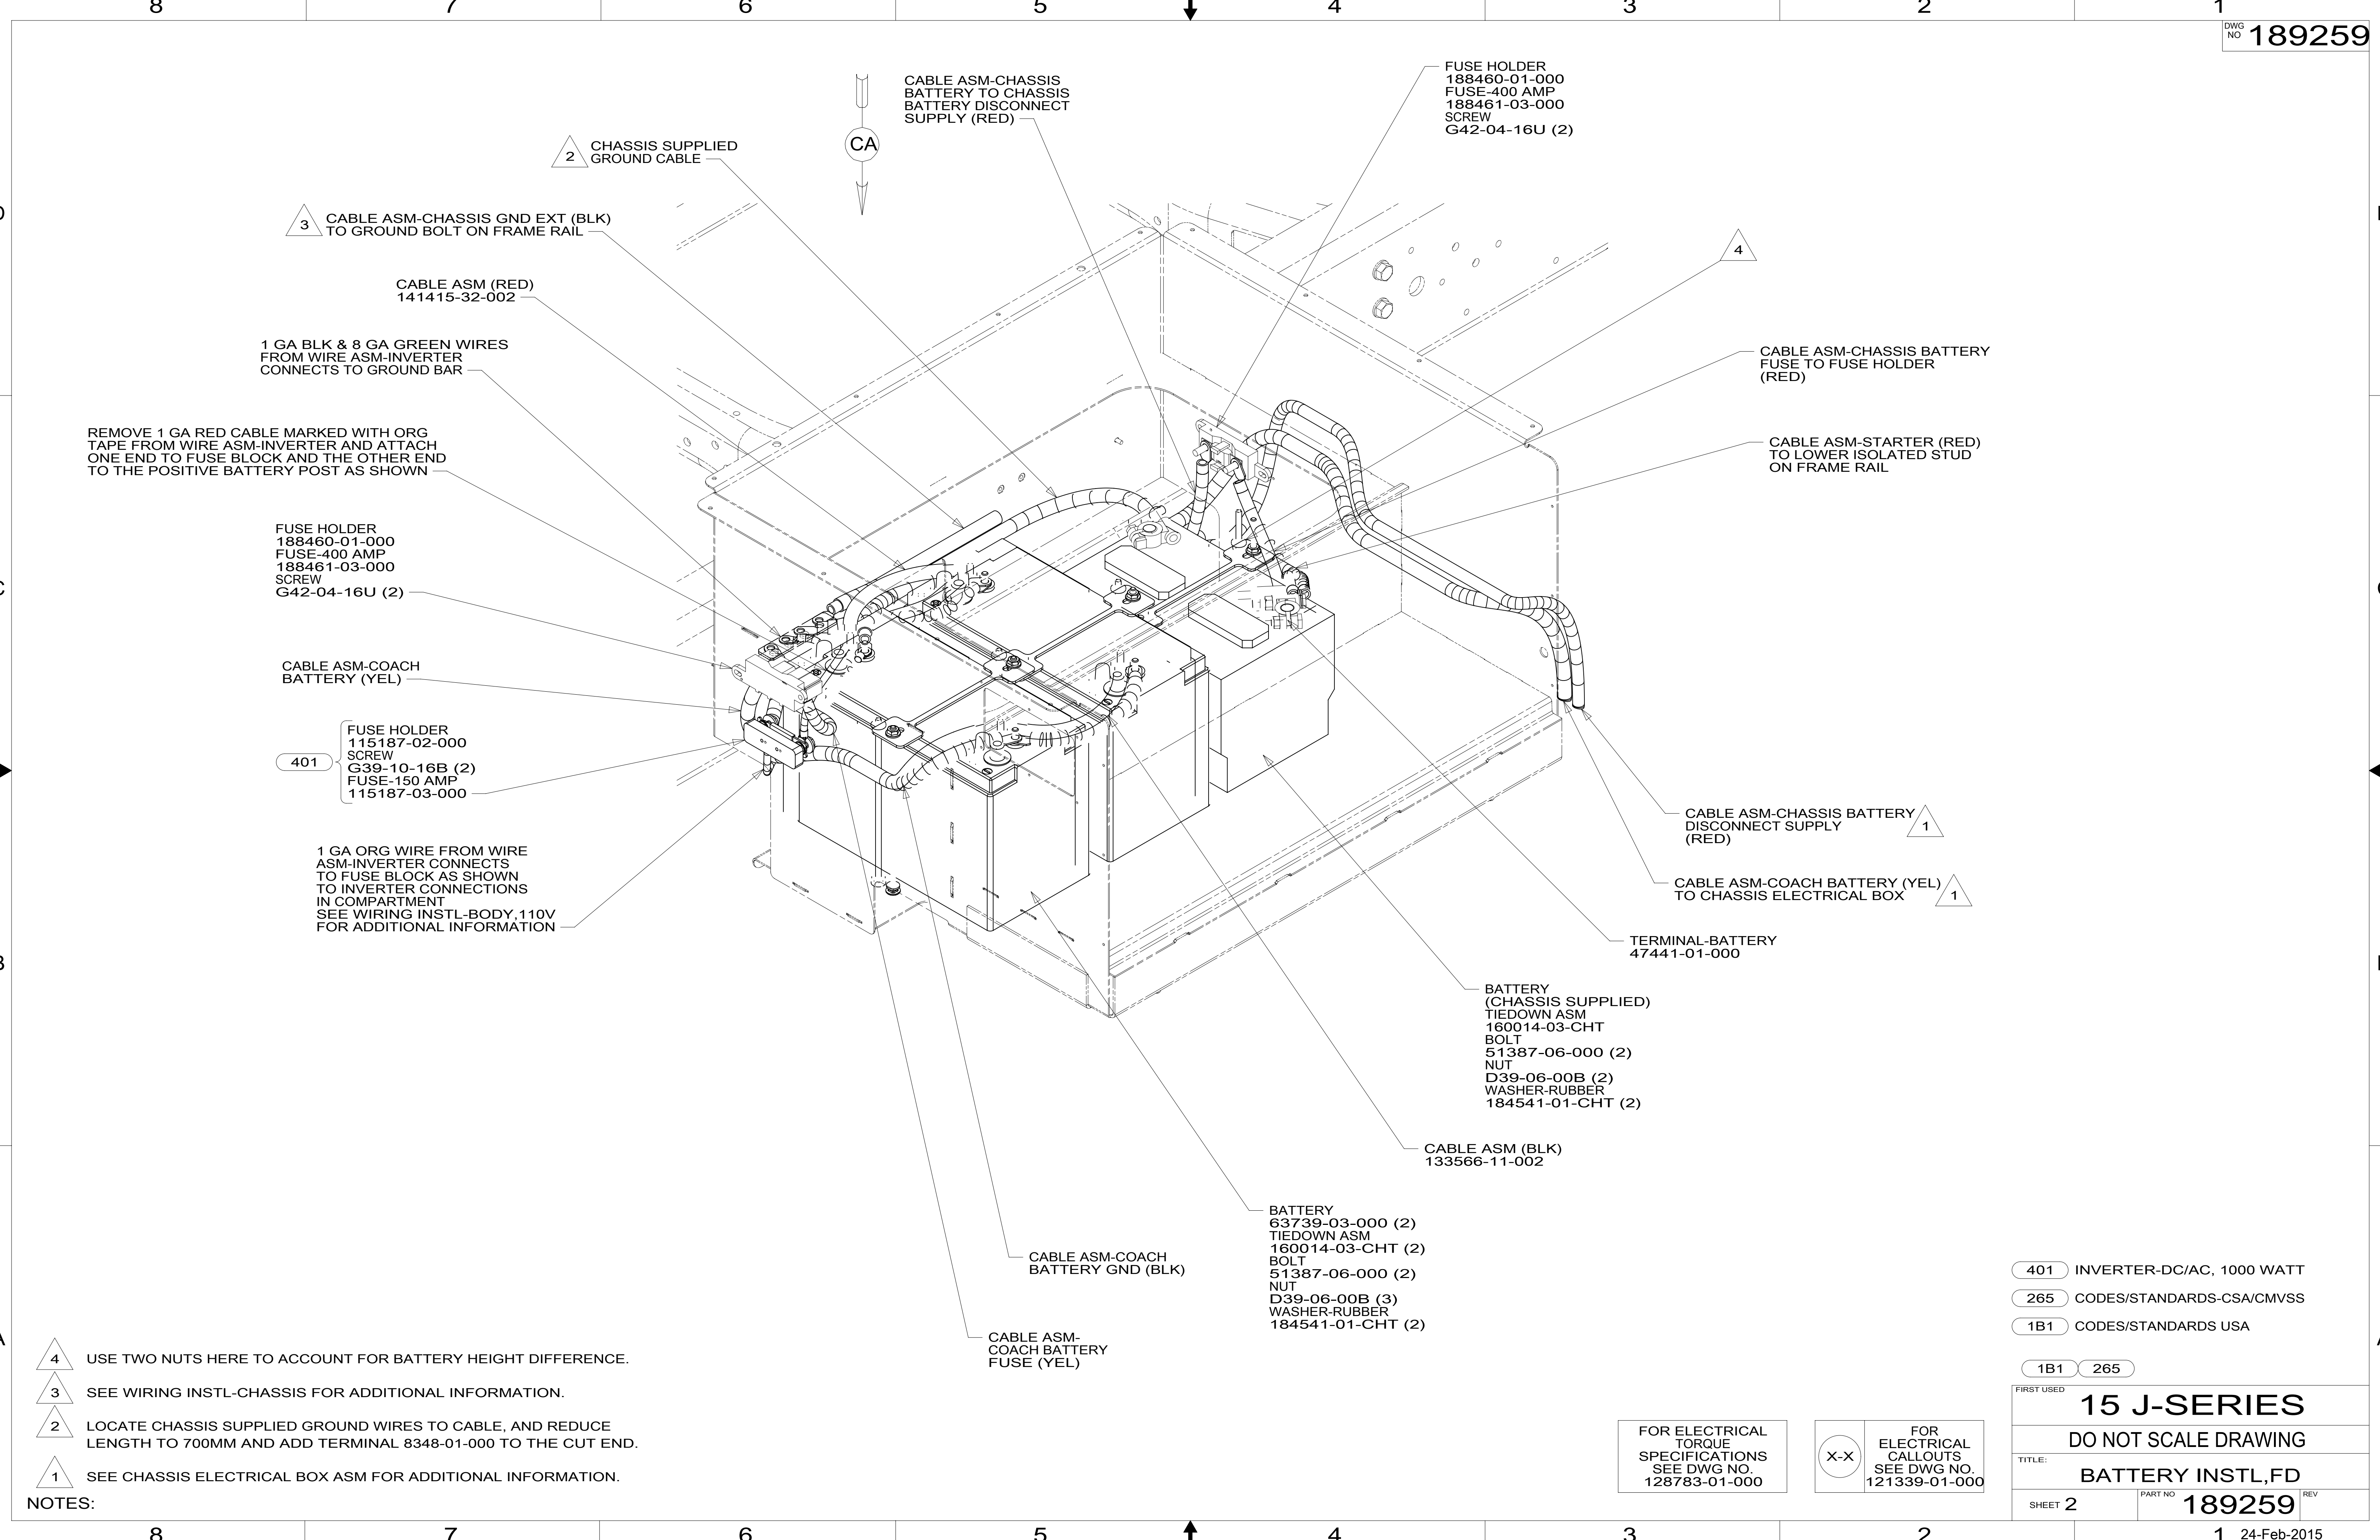 8 7 6 5 4 3 2 1
DWG
NO 189259
FUSE HOLDER
188460-01-000
FUSE-400 AMP
188461-03-000
SCREW
G42-04-16U (2)
CABLE ASM-CHASSIS
BATTERY TO CHASSIS
BATTERY DISCONNECT
SUPPLY (RED)
CA
2
CHASSIS SUPPLIED
GROUND CABLE
3
CABLE ASM-CHASSIS GND EXT (BLK)
TO GROUND BOLT ON FRAME RAIL
4
CABLE ASM (RED)
141415-32-002
1 GA BLK & 8 GA GREEN WIRES
FROM WIRE ASM-INVERTER
CONNECTS TO GROUND BAR
CABLE ASM-CHASSIS BATTERY
FUSE TO FUSE HOLDER
(RED)
REMOVE 1 GA RED CABLE MARKED WITH ORG
TAPE FROM WIRE ASM-INVERTER AND ATTACH
ONE END TO FUSE BLOCK AND THE OTHER END
TO THE POSITIVE BATTERY POST AS SHOWN
CABLE ASM-STARTER (RED)
TO LOWER ISOLATED STUD
ON FRAME RAIL
FUSE HOLDER
188460-01-000
FUSE-400 AMP
188461-03-000
SCREW
G42-04-16U (2)
CABLE ASM-COACH
BATTERY (YEL)
401
FUSE HOLDER
115187-02-000
SCREW
G39-10-16B (2)
FUSE-150 AMP
115187-03-000
1 GA ORG WIRE FROM WIRE
ASM-INVERTER CONNECTS
TO FUSE BLOCK AS SHOWN
TO INVERTER CONNECTIONS
IN COMPARTMENT
SEE WIRING INSTL-BODY,110V
FOR ADDITIONAL INFORMATION
CABLE ASM-CHASSIS BATTERY
DISCONNECT SUPPLY
(RED)
1
CABLE ASM-COACH BATTERY (YEL)
TO CHASSIS ELECTRICAL BOX
1
TERMINAL-BATTERY
47441-01-000
BATTERY
(CHASSIS SUPPLIED)
TIEDOWN ASM
160014-03-CHT
BOLT
51387-06-000 (2)
NUT
D39-06-00B (2)
WASHER-RUBBER
184541-01-CHT (2)
CABLE ASM (BLK)
133566-11-002
BATTERY
63739-03-000 (2)
TIEDOWN ASM
160014-03-CHT (2)
BOLT
51387-06-000 (2)
NUT
D39-06-00B (3)
WASHER-RUBBER
184541-01-CHT (2)
CABLE ASM-COACH
BATTERY GND (BLK)
CABLE ASM-
COACH BATTERY
FUSE (YEL)
4 USE TWO NUTS HERE TO ACCOUNT FOR BATTERY HEIGHT DIFFERENCE.
3 SEE WIRING INSTL-CHASSIS FOR ADDITIONAL INFORMATION.
2 LOCATE CHASSIS SUPPLIED GROUND WIRES TO CABLE, AND REDUCE
LENGTH TO 700MM AND ADD TERMINAL 8348-01-000 TO THE CUT END.
1 SEE CHASSIS ELECTRICAL BOX ASM FOR ADDITIONAL INFORMATION.
NOTES:
FOR ELECTRICAL
TORQUE
SPECIFICATIONS
SEE DWG NO.
128783-01-000
X-X
FOR
ELECTRICAL
CALLOUTS
SEE DWG NO.
121339-01-000
401 INVERTER-DC/AC, 1000 WATT
265 CODES/STANDARDS-CSA/CMVSS
1B1 CODES/STANDARDS USA
1B1 265
FIRST USED
15 J-SERIES
DO NOT SCALE DRAWING
TITLE:
BATTERY INSTL,FD
SHEET 2
PART NO 189259 REV
8 7 6 5 4 3 2 1
24-Feb-2015